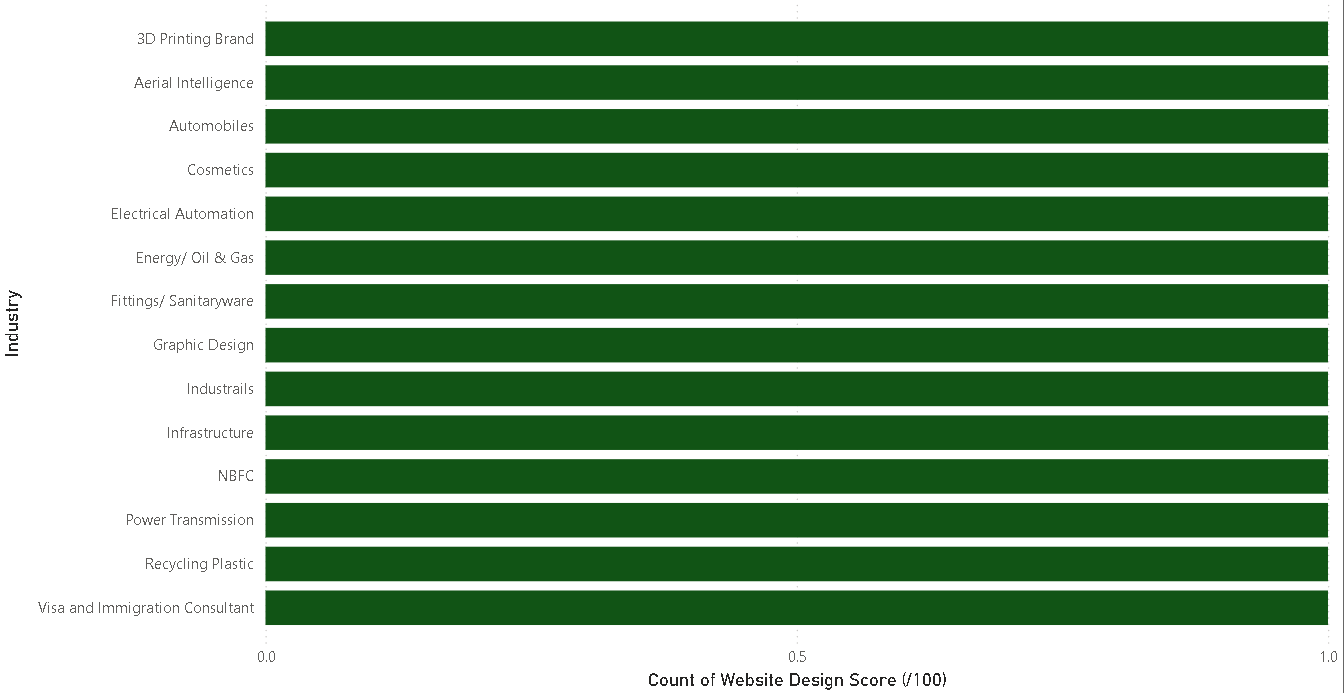 3D Printing Brand
Aerial Intelligence
Automobiles
Cosmetics
Electrical Automation
Energy/ Oil & Gas
Fittings/ Sanitaryware
Graphic Design
Industrails
Infrastructure
NBFC
Power Transmission
Recycling Plastic
Visa and Immigration Consultant
Industry
0.0 0.5 1.0
Count of Website Design Score (/100)